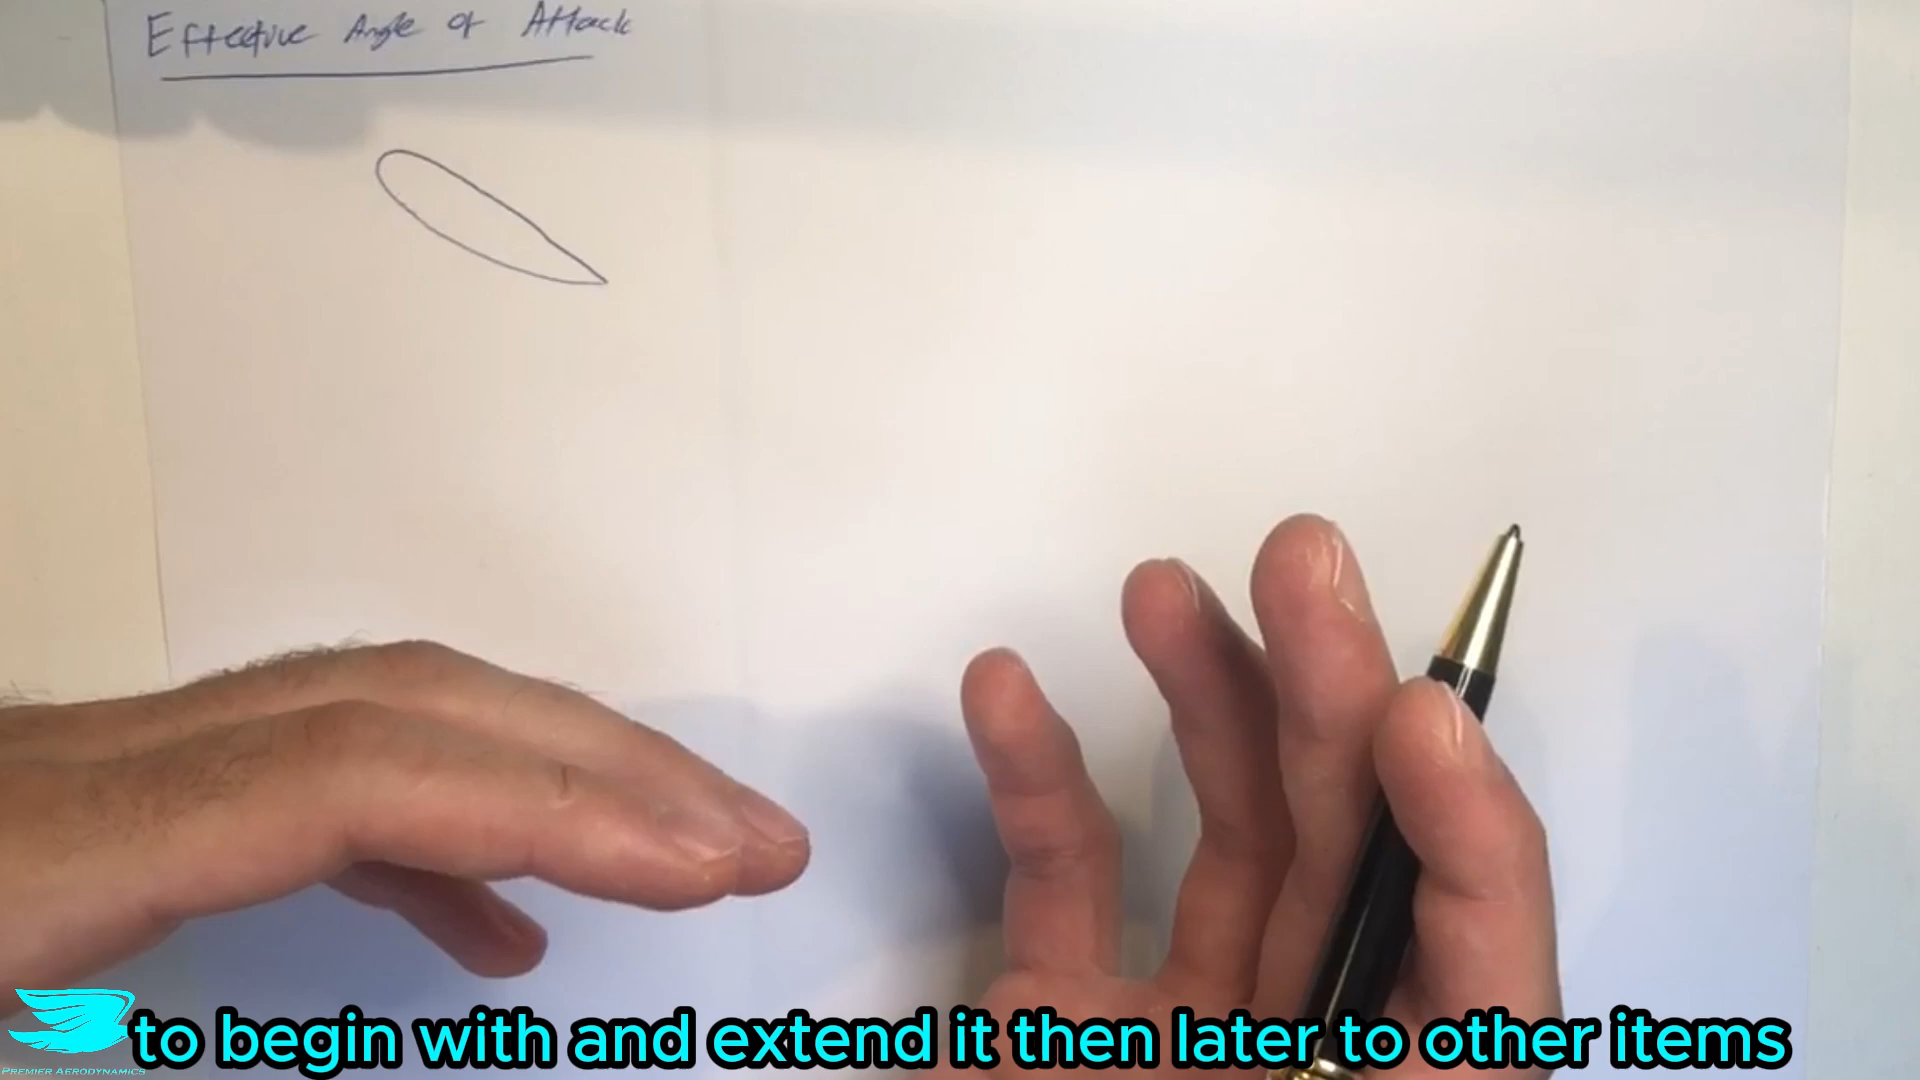 Effective Angle of Attack
to begin with and extend it then later to other items
PREMIER AERODYNAMICS